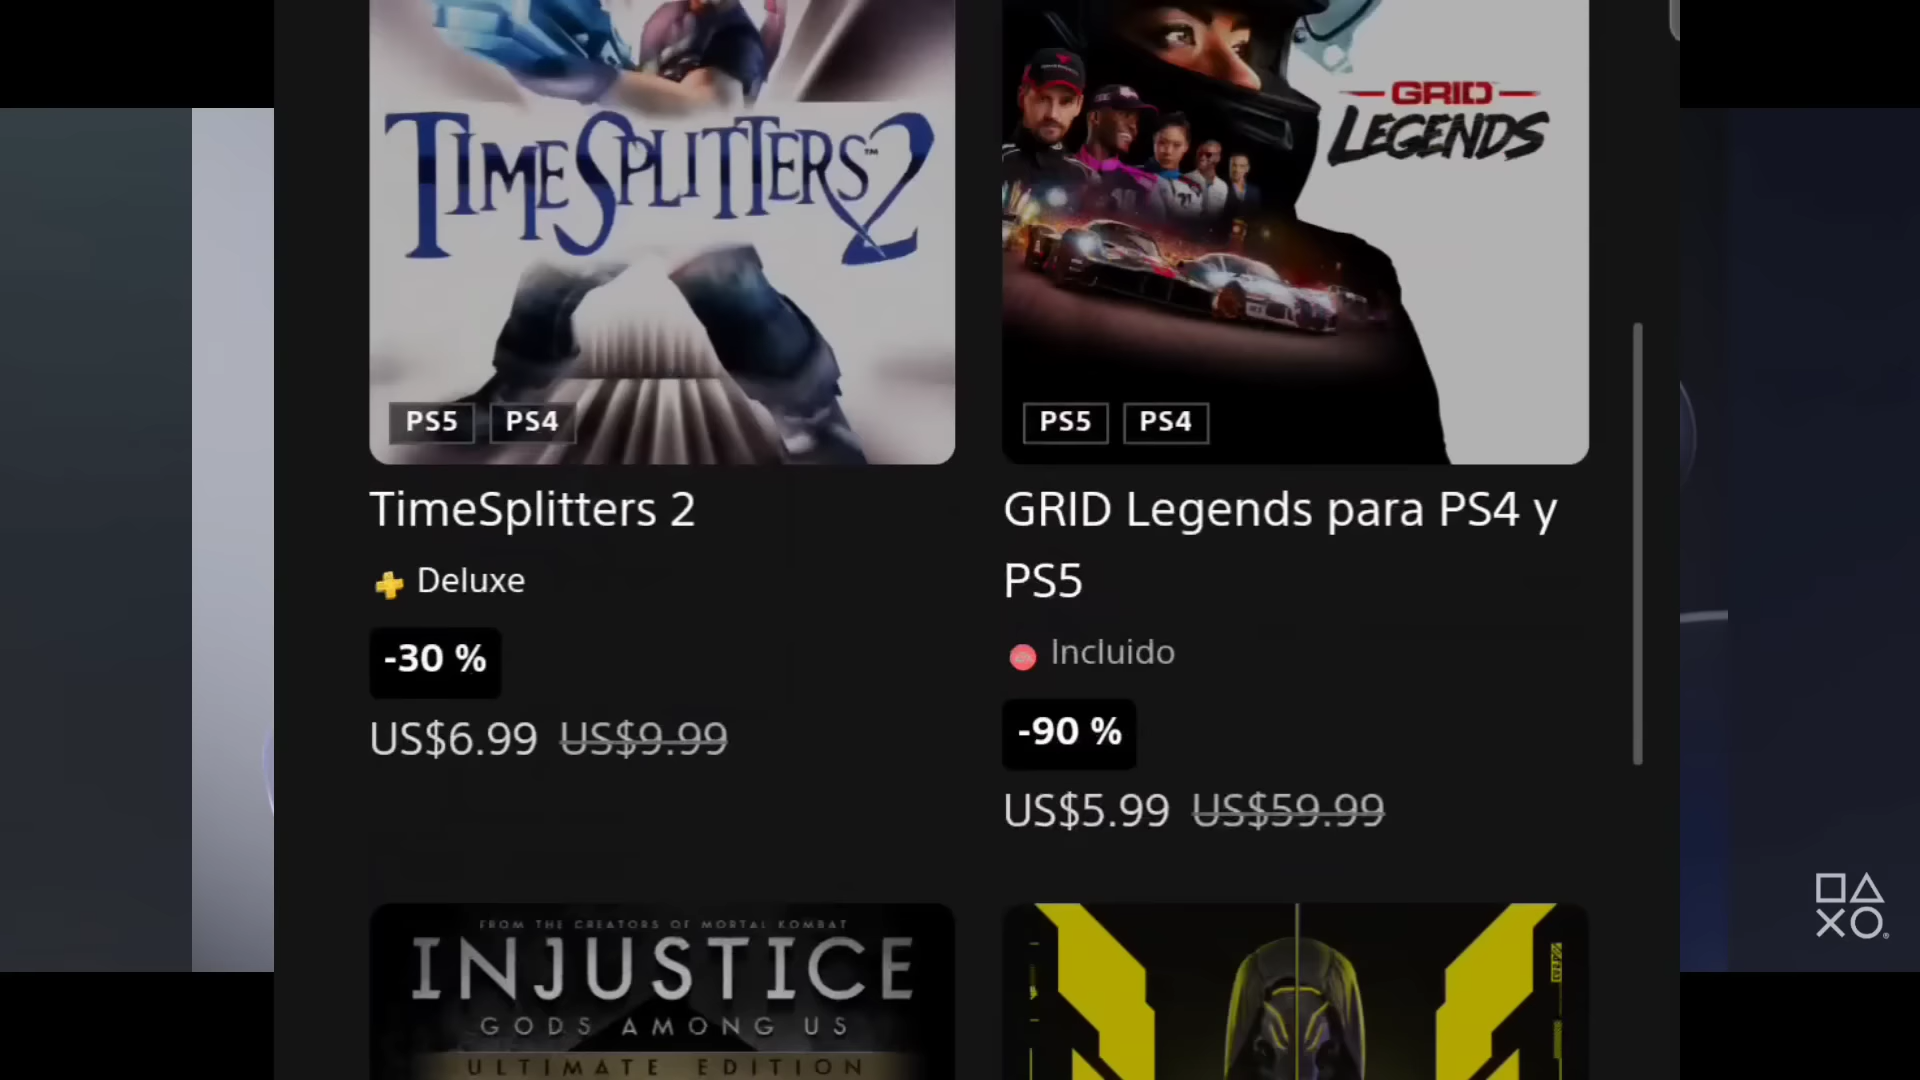 TIMESPLITTERS™ 2
PS5 PS4
TimeSplitters 2
Deluxe
-30 %
US$6.99 US$9.99
GRID
LEGENDS
PS5 PS4
GRID Legends para PS4 y
PS5
Incluido
-90 %
US$5.99 US$59.99
FROM THE CREATORS OF MORTAL KOMBAT
INJUSTICE
GODS AMONG US
ULTIMATE EDITION